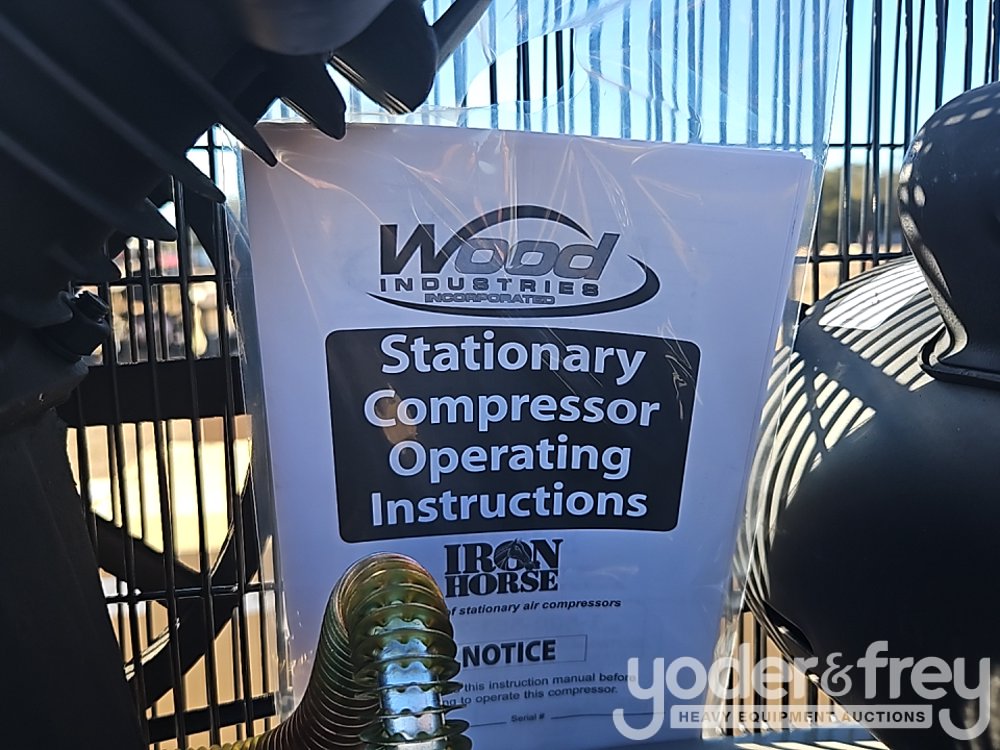 Wood
INDUSTRIES
INCORPORATED
Stationary
Compressor
Operating
Instructions
IRON
HORSE
of stationary air compressors
NOTICE
this instruction manual before
to operate this compressor.
Serial #
yoder&frey
HEAVY EQUIPMENT AUCTIONS